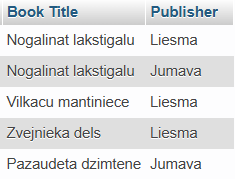 Book Title Publisher
Nogalinat lakstigalu Liesma
Nogalinat lakstigalu Jumava
Vilkacu mantiniece Liesma
Zvejnieka dels Liesma
Pazaudeta dzimtene Jumava